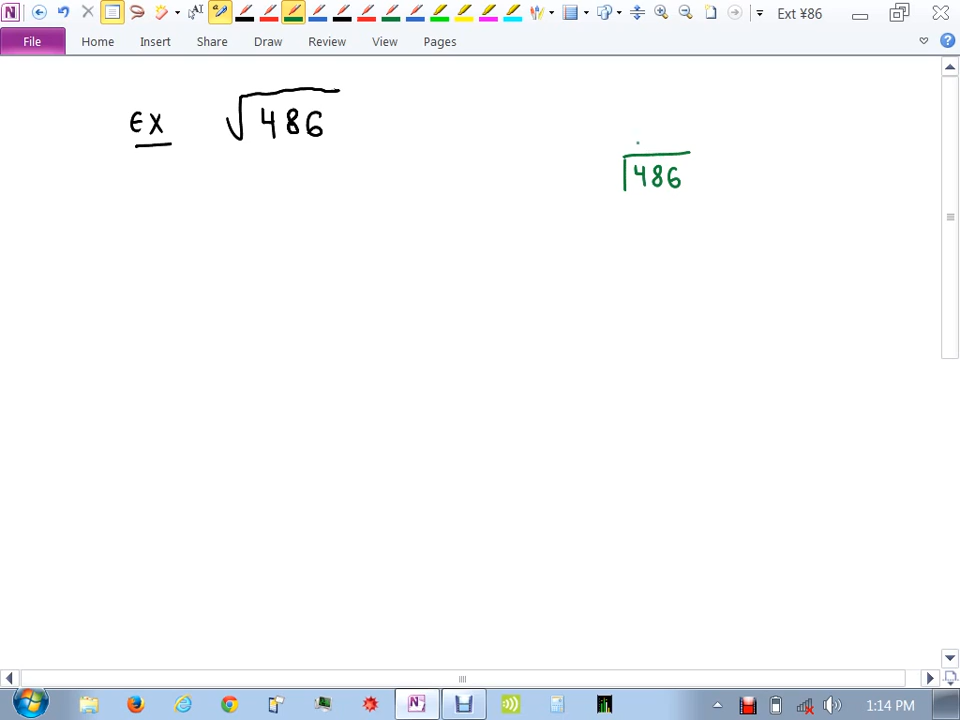 Ext ¥86
File Home Insert Share Draw Review View Pages
Ex √486
486
1:14 PM